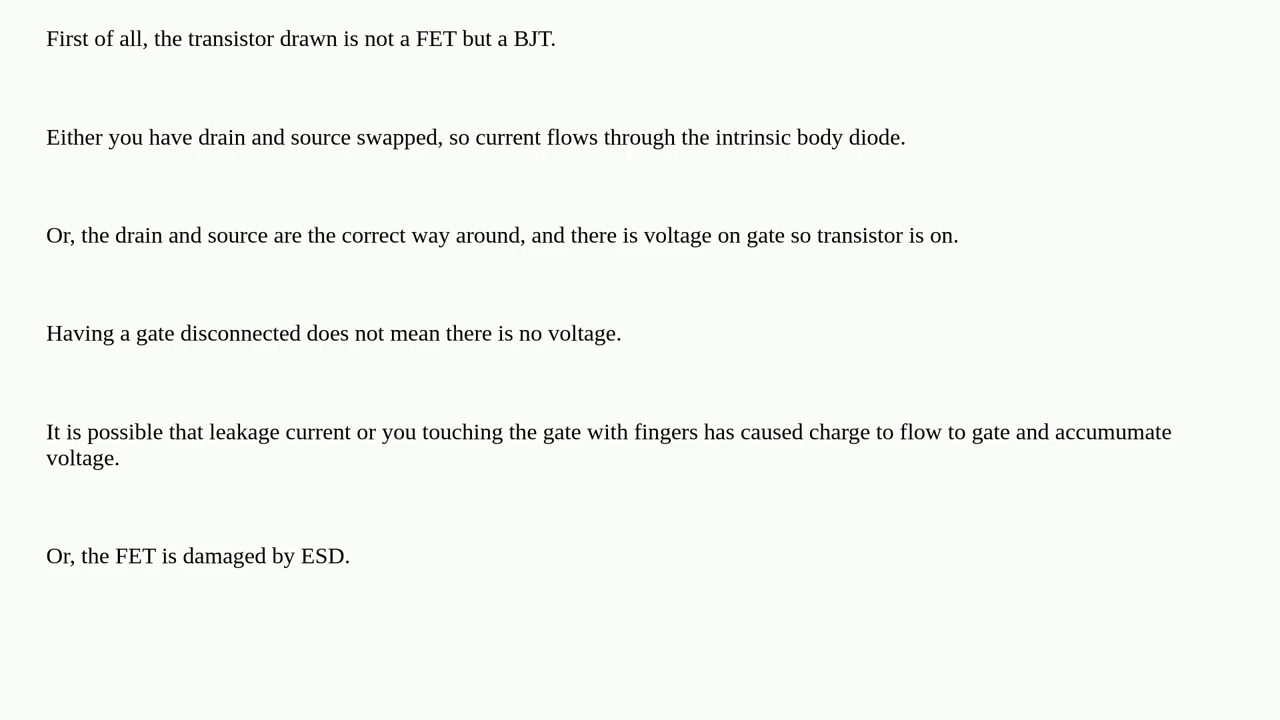 First of all, the transistor drawn is not a FET but a BJT.
Either you have drain and source swapped, so current flows through the intrinsic body diode.
Or, the drain and source are the correct way around, and there is voltage on gate so transistor is on.
Having a gate disconnected does not mean there is no voltage.
It is possible that leakage current or you touching the gate with fingers has caused charge to flow to gate and accumumate
voltage.
Or, the FET is damaged by ESD.